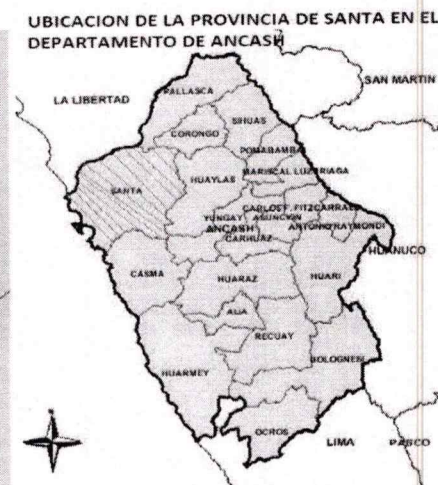 UBICACION DE LA PROVINCIA DE SANTA EN EL
DEPARTAMENTO DE ANCASH
SAN MARTIN
LA LIBERTAD
PALLASCA
SIHUAS
CORONGO
POMABAMBA
MARISCAL LUZURIAGA
HUAYLAS
SANTA
CARLOS F. FITZCARRALD
YUNGAY
ASUNCION
ANTONIO RAYMONDI
ANCASH
CARHUAZ
HUANUCO
CASMA
HUARAZ
HUARI
AIJA
RECUAY
BOLOGNESI
HUARMEY
OCROS
LIMA
PASCO